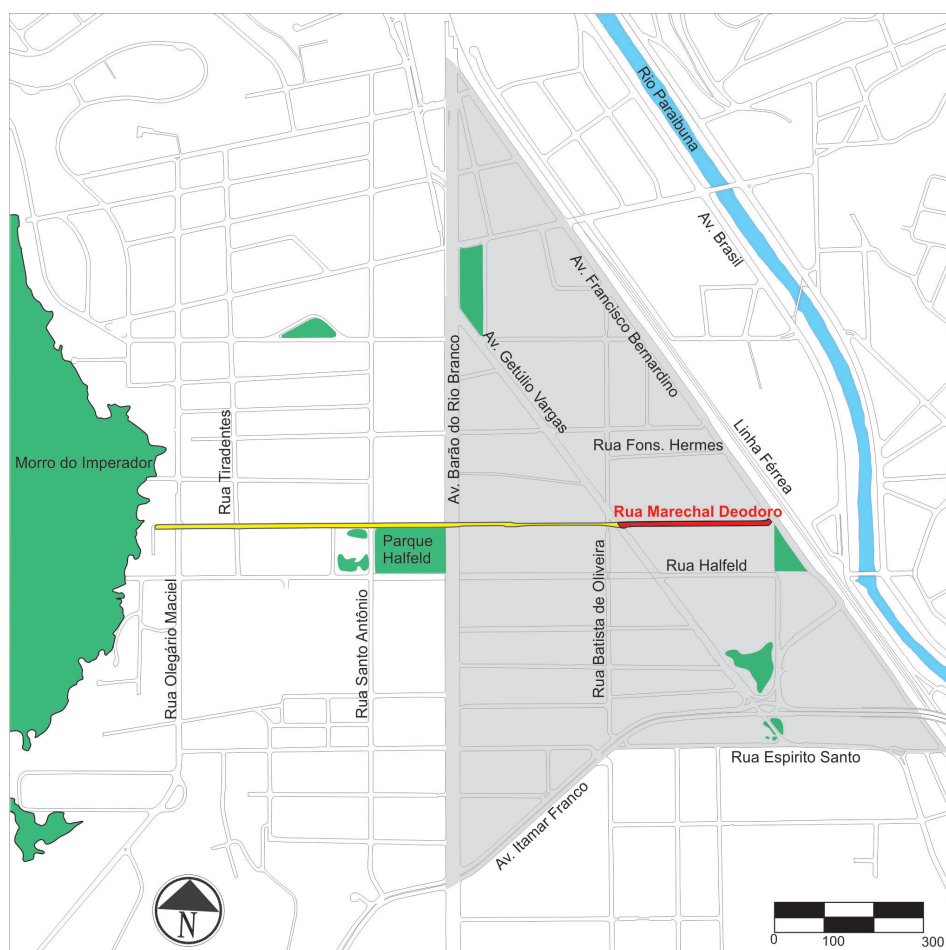 Rio Paraibuna
Av. Brasil
Av. Francisco Bernardino
Av. Getúlio Vargas
Av. Barão do Rio Branco
Linha Férrea
Rua Fons. Hermes
Rua Tiradentes
Morro do Imperador
Rua Marechal Deodoro
Parque
Halfeld
Rua Halfeld
Rua Batista de Oliveira
Rua Olegário Maciel
Rua Santo Antônio
Rua Espirito Santo
Av. Itamar Franco
N
0 100 300